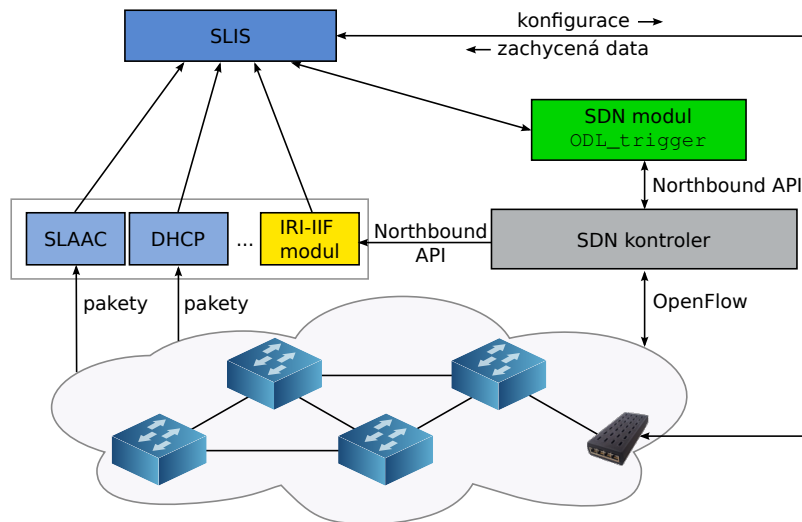 konfigurace
SLIS
zachycená data
SDN modul
ODL_trigger
Northbound API
SLAAC
DHCP
...
IRI-IIF
modul
Northbound
API
SDN kontroler
pakety
pakety
OpenFlow